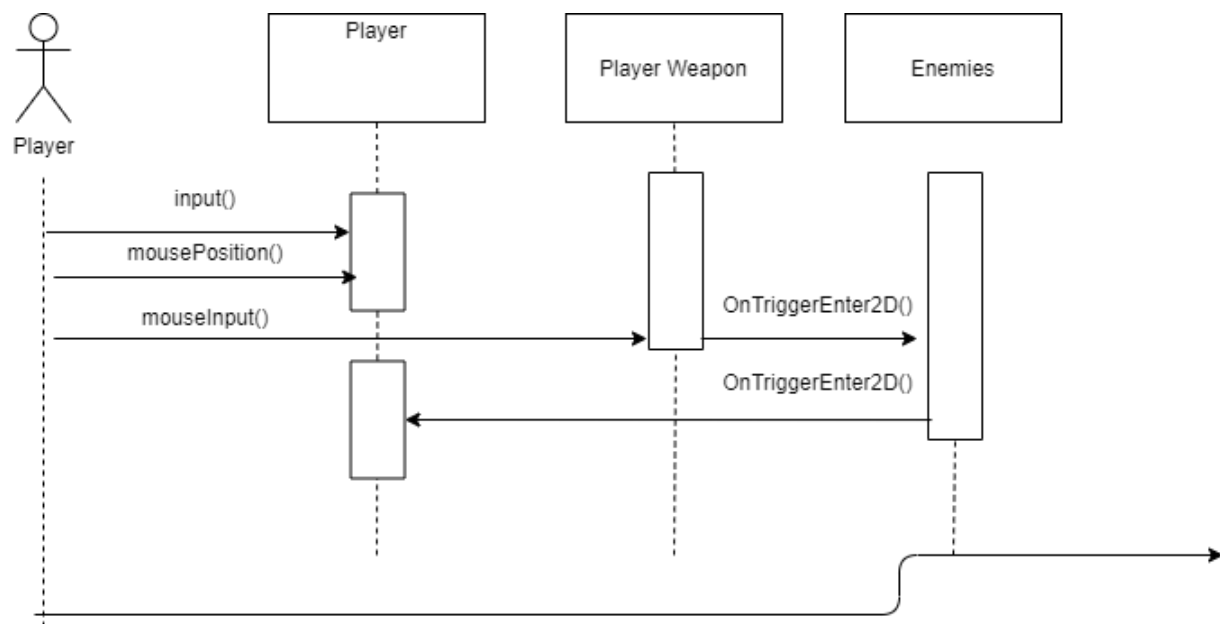 Player
Player Weapon
Enemies
Player
input()
mousePosition()
mouseInput()
OnTriggerEnter2D()
OnTriggerEnter2D()